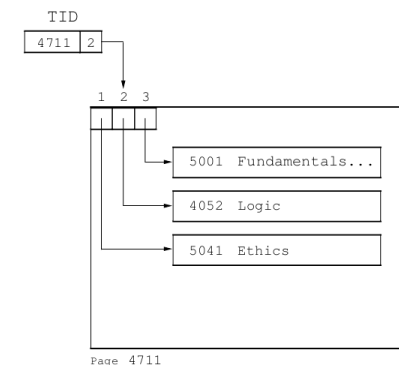 TID
4711 2
1 2 3
5001 Fundamentals...
4052 Logic
5041 Ethics
Page 4711